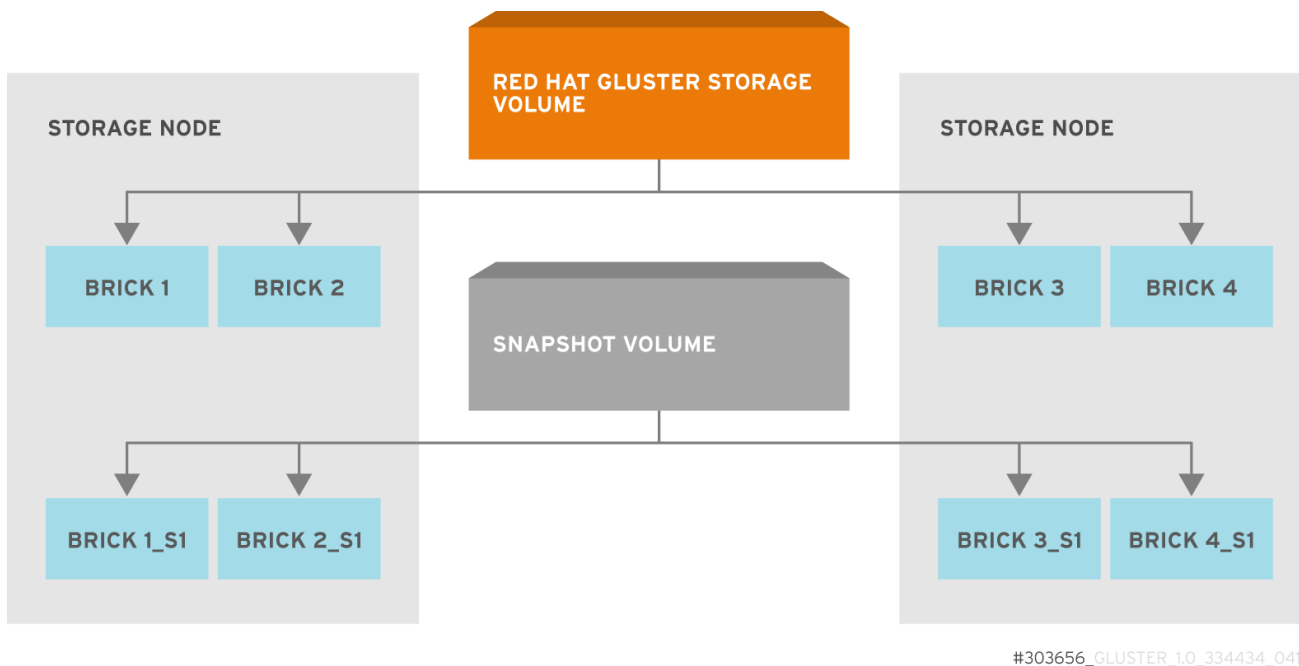 RED HAT GLUSTER STORAGE
VOLUME
STORAGE NODE
STORAGE NODE
BRICK 1
BRICK 2
BRICK 3
BRICK 4
SNAPSHOT VOLUME
BRICK 1_S1
BRICK 2_S1
BRICK 3_S1
BRICK 4_S1
#303656_GLUSTER_1.0_334434_041